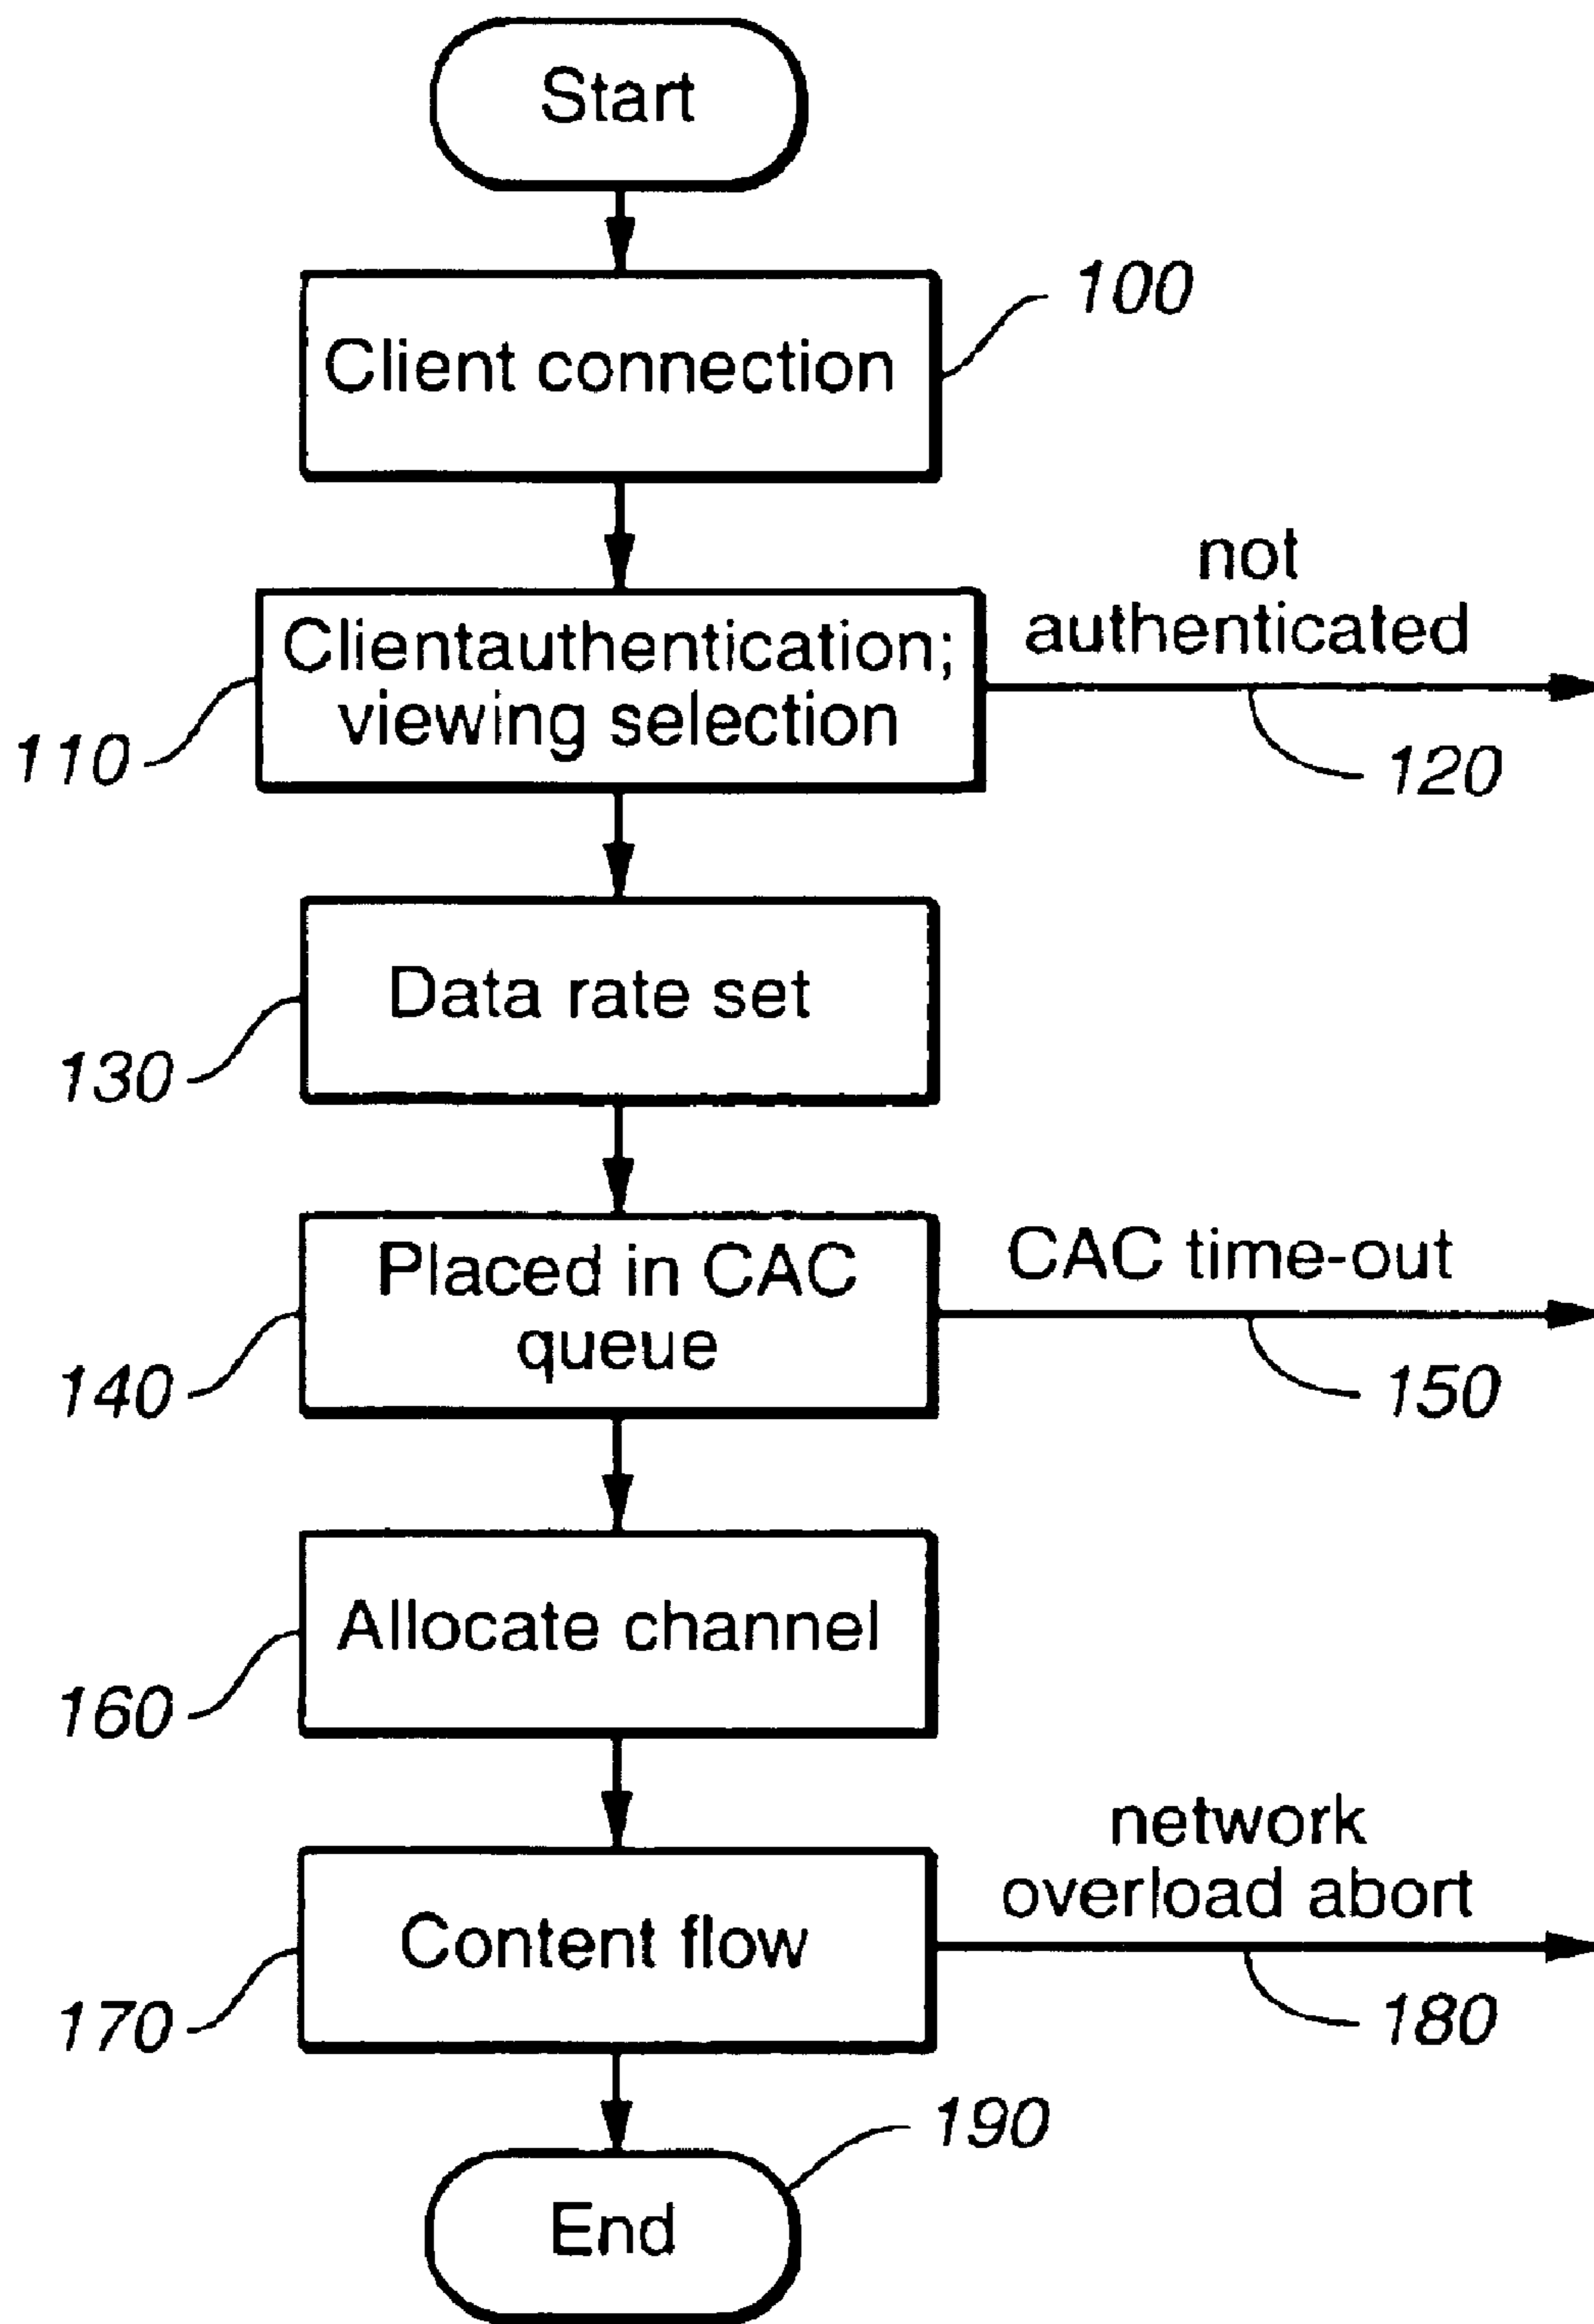 Start
Client connection
100
not
authenticated
Clientauthentication;
viewing selection
110
120
Data rate set
130
Placed in CAC
queue
CAC time-out
140
150
Allocate channel
160
network
overload abort
Content flow
170
180
190
End